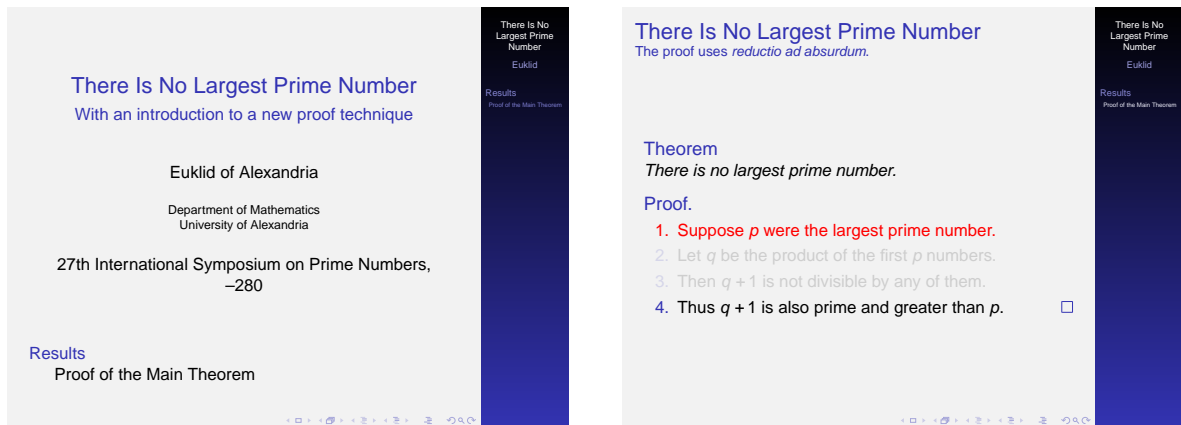 There Is No Largest Prime Number
With an introduction to a new proof technique
Euklid of Alexandria
Department of Mathematics
University of Alexandria
27th International Symposium on Prime Numbers,
–280
Results
Proof of the Main Theorem
There Is No
Largest Prime
Number
Euklid
Results
Proof of the Main Theorem
There Is No Largest Prime Number
The proof uses reductio ad absurdum.
Theorem
There is no largest prime number.
Proof.
1. Suppose p were the largest prime number.
2. Let q be the product of the first p numbers.
3. Then q + 1 is not divisible by any of them.
4. Thus q + 1 is also prime and greater than p. □
There Is No
Largest Prime
Number
Euklid
Results
Proof of the Main Theorem